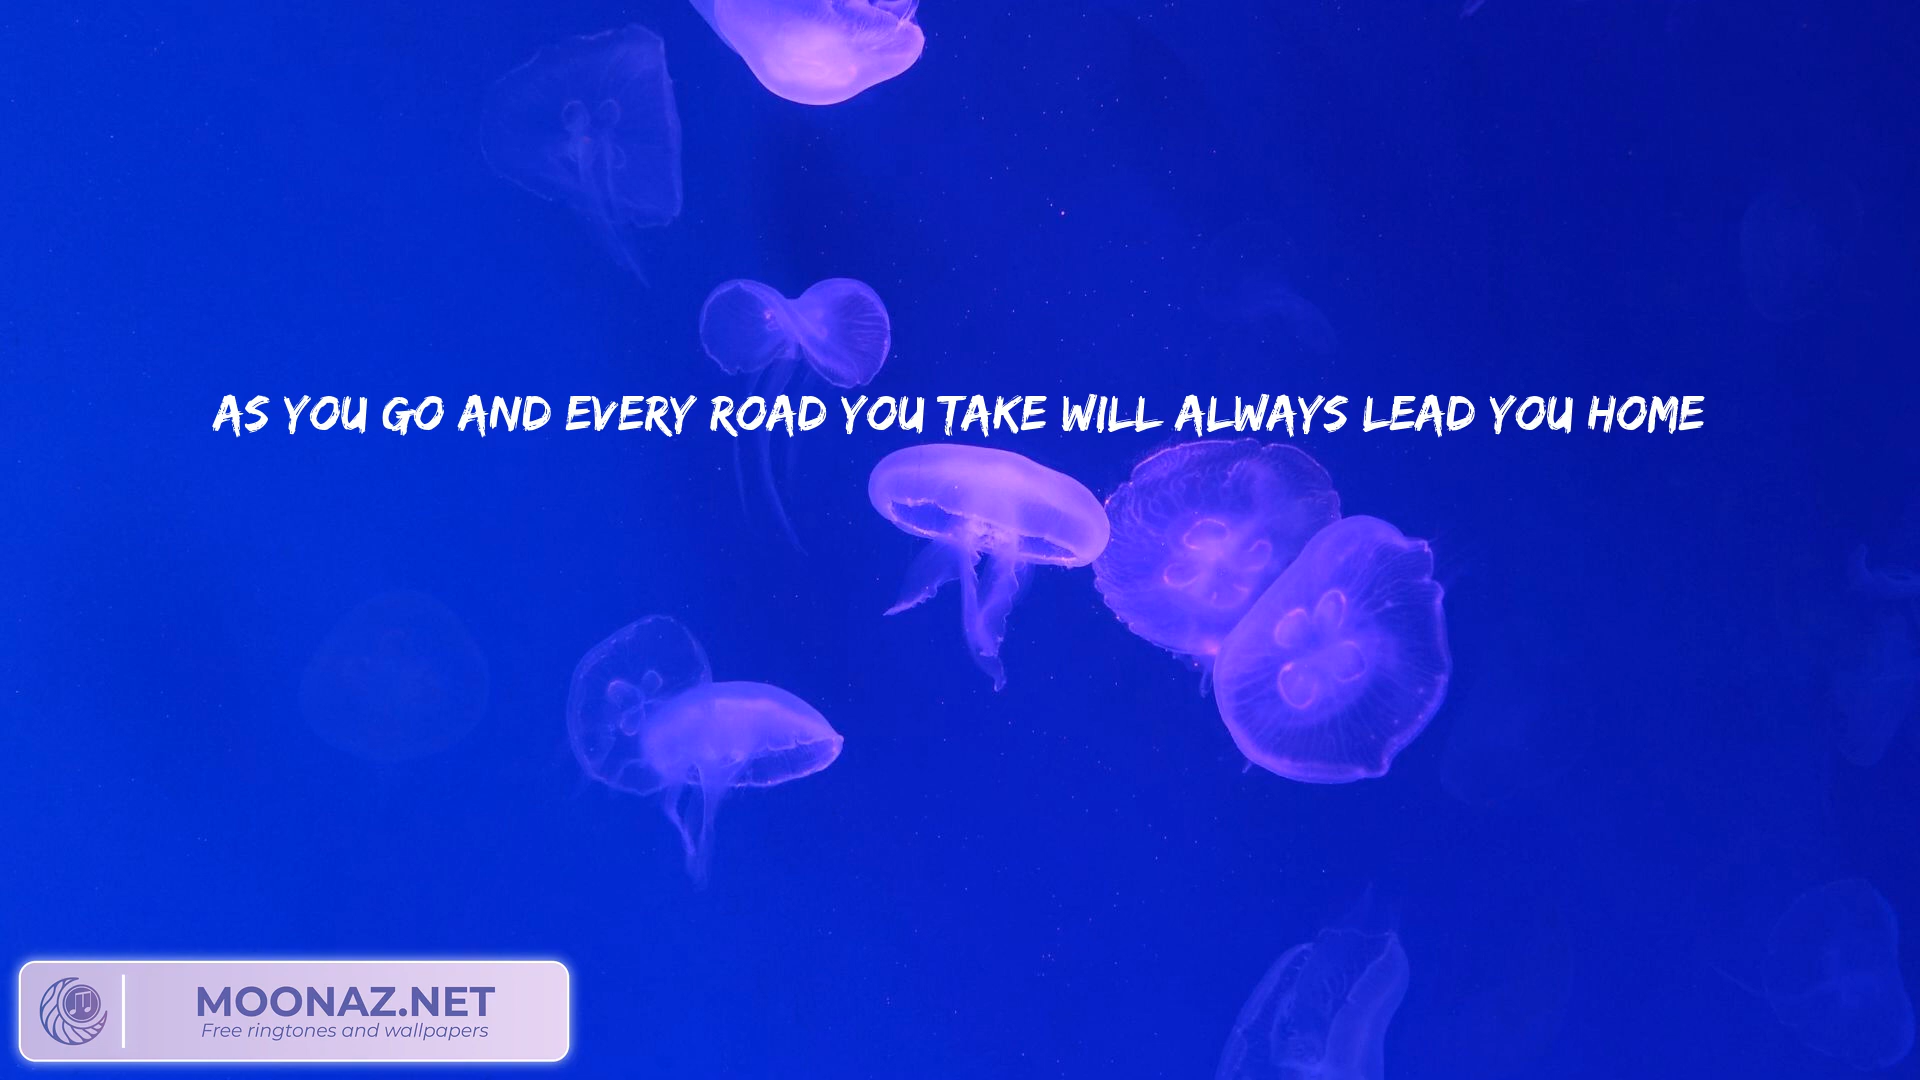 AS YOU GO AND EVERY ROAD YOU TAKE WILL ALWAYS LEAD YOU HOME
MOONAZ.NET
Free ringtones and wallpapers